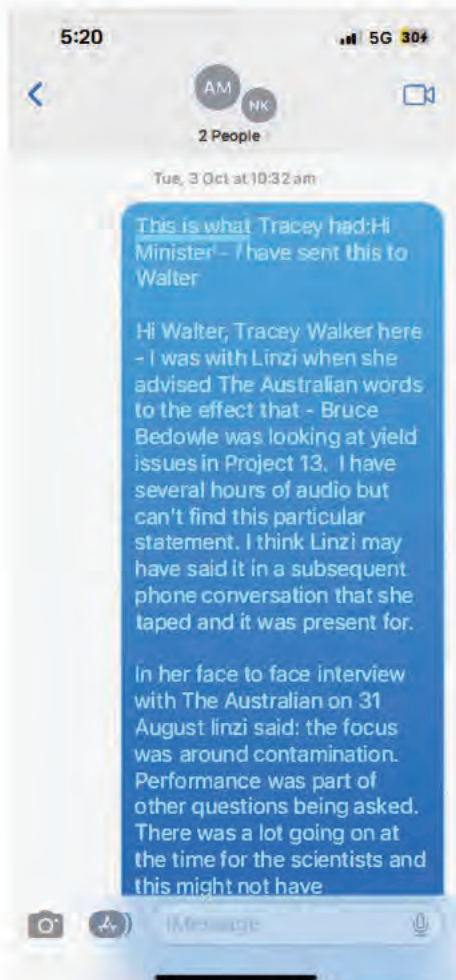 5:20
5G 30
AM
NK
2 People
Tue, 3 Oct at 10:32 am
This is what Tracey had:Hi
Minister - I have sent this to
Walter
Hi Walter, Tracey Walker here
- I was with Linzi when she
advised The Australian words
to the effect that - Bruce
Bedowle was looking at yield
issues in Project 13.  I have
several hours of audio but
can't find this particular
statement. I think Linzi may
have said it in a subsequent
phone conversation that she
taped and it was present for.
In her face to face interview
with The Australian on 31
August linzi said: the focus
was around contamination.
Performance was part of
other questions being asked.
There was a lot going on at
the time for the scientists and
this might not have
iMessage